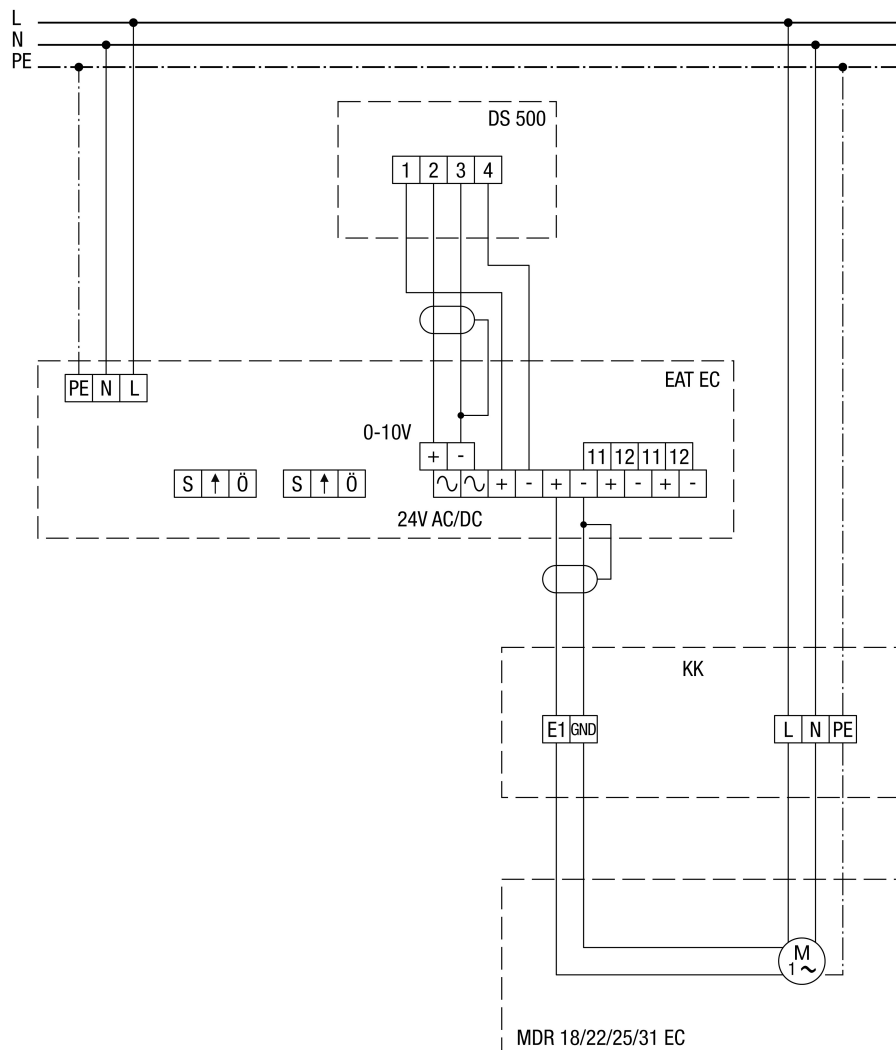 L
N
PE
DS 500
1 2 3 4
EAT EC
PE N L
0-10V
+ -
11 12 11 12
S ↑ Ö S ↑ Ö
∿ ∿ + - + - + - + -
24V AC/DC
KK
E1 GND
L N PE
M
1 ~
MDR 18/22/25/31 EC